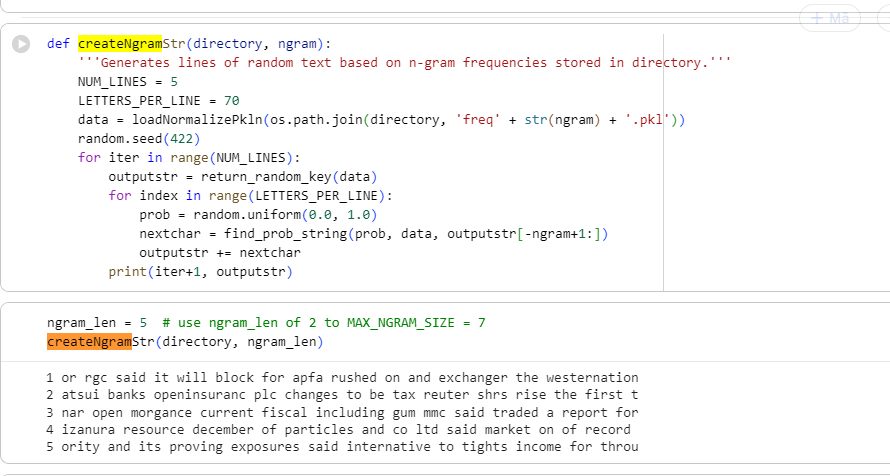 + Mã
def createNgramStr(directory, ngram):
'''Generates lines of random text based on n-gram frequencies stored in directory.'''
NUM_LINES = 5
LETTERS_PER_LINE = 70
data = loadNormalizePkln(os.path.join(directory, 'freq' + str(ngram) + '.pkl'))
random.seed(422)
for iter in range(NUM_LINES):
outputstr = return_random_key(data)
for index in range(LETTERS_PER_LINE):
prob = random.uniform(0.0, 1.0)
nextchar = find_prob_string(prob, data, outputstr[-ngram+1:])
outputstr += nextchar
print(iter+1, outputstr)
ngram_len = 5  # use ngram_len of 2 to MAX_NGRAM_SIZE = 7
createNgramStr(directory, ngram_len)
1 or rgc said it will block for apfa rushed on and exchanger the westernation
2 atsui banks openinsuranc plc changes to be tax reuter shrs rise the first t
3 nar open morgance current fiscal including gum mmc said traded a report for
4 izanura resource december of particles and co ltd said market on of record
5 ority and its proving exposures said internative to tights income for throu